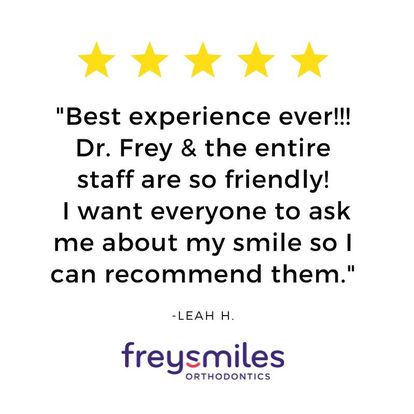 "Best experience ever!!!
Dr. Frey & the entire
staff are so friendly!
I want everyone to ask
me about my smile so I
can recommend them."
-LEAH H.
freysmiles
ORTHODONTICS